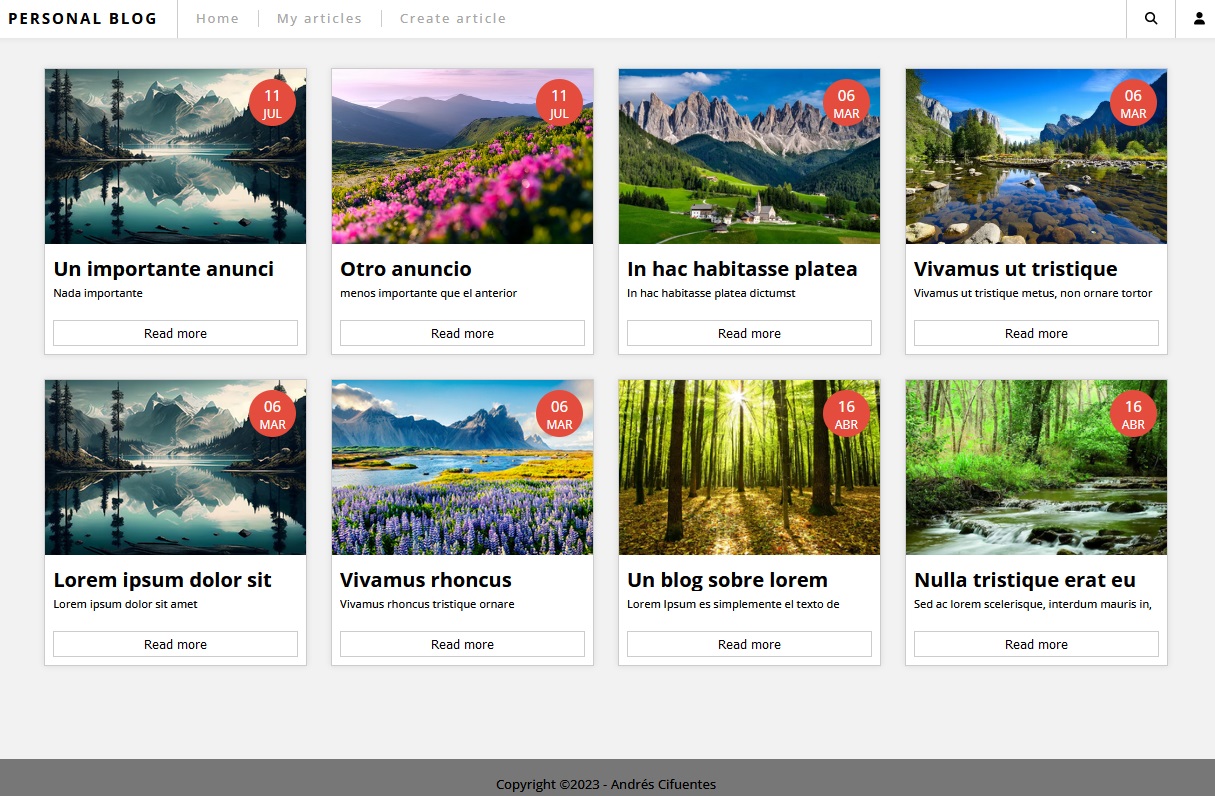 PERSONAL BLOG
Home
My articles
Create article
11
JUL
11
JUL
06
MAR
06
MAR
Un importante anunci
Otro anuncio
In hac habitasse platea
Vivamus ut tristique
Nada importante
menos importante que el anterior
In hac habitasse platea dictumst
Vivamus ut tristique metus, non ornare tortor
Read more
Read more
Read more
Read more
06
MAR
06
MAR
16
ABR
16
ABR
Lorem ipsum dolor sit
Vivamus rhoncus
Un blog sobre lorem
Nulla tristique erat eu
Lorem ipsum dolor sit amet
Vivamus rhoncus tristique ornare
Lorem Ipsum es simplemente el texto de
Sed ac lorem scelerisque, interdum mauris in,
Read more
Read more
Read more
Read more
Copyright ©2023 - Andrés Cifuentes